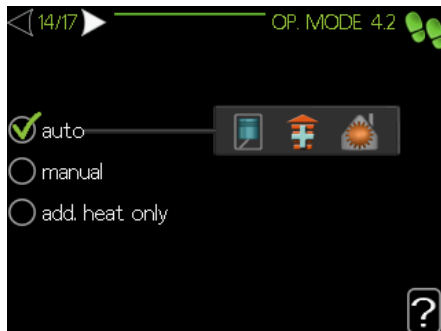 14/17
OP. MODE 4.2
auto
manual
add. heat only
?